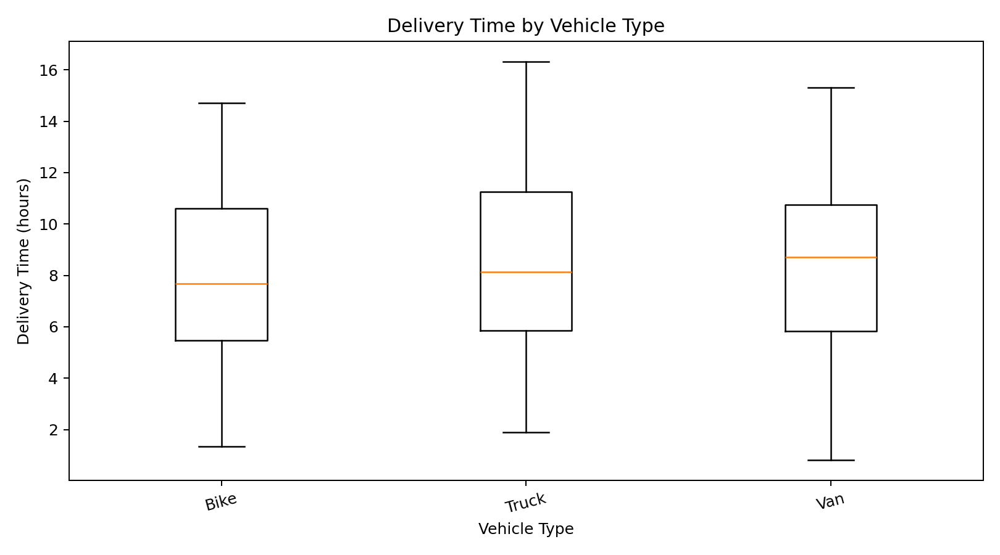 Delivery Time by Vehicle Type
Delivery Time (hours)
16
14
12
10
8
6
4
2
Bike
Truck
Van
Vehicle Type